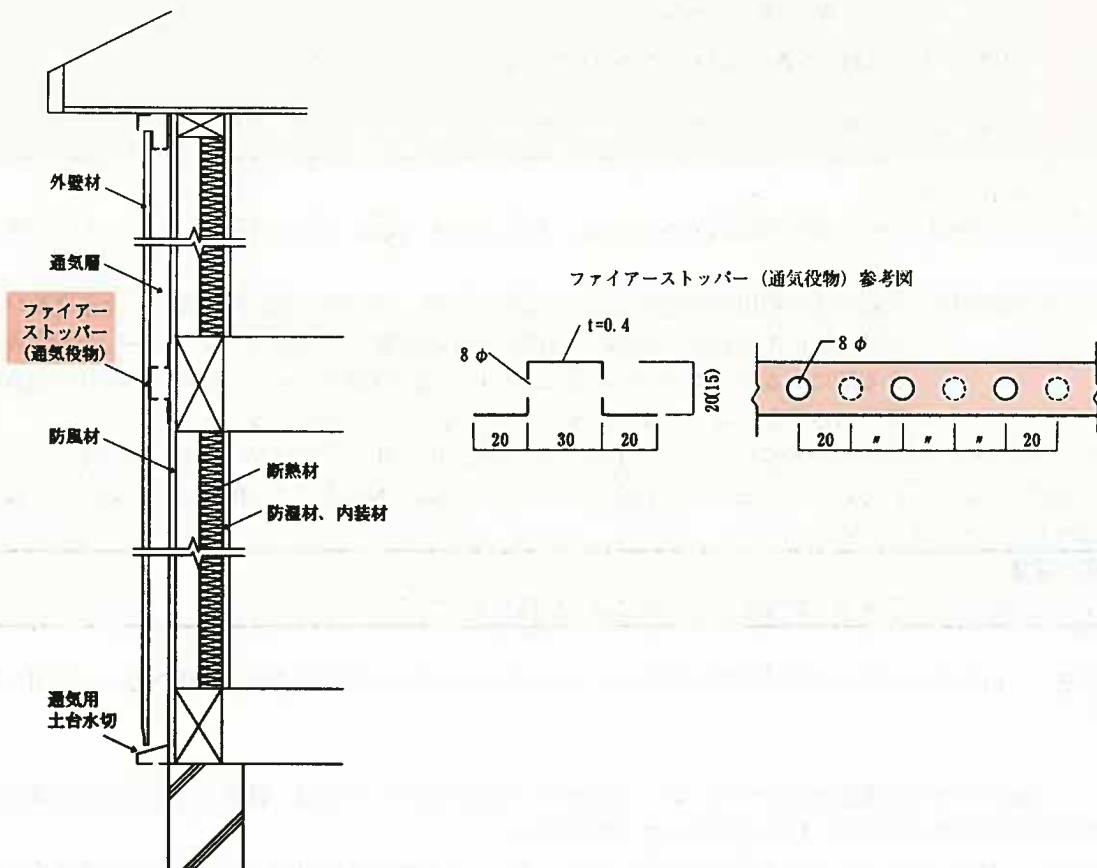 外壁材
通気層
ファイアー
ストッパー
(通気役物)
防風材
断熱材
防湿材、内装材
通気用
土台水切
ファイアーストッパー (通気役物) 参考図
t=0.4
8φ
20(15)
20 30 20
8φ
20 〃 〃 〃 20